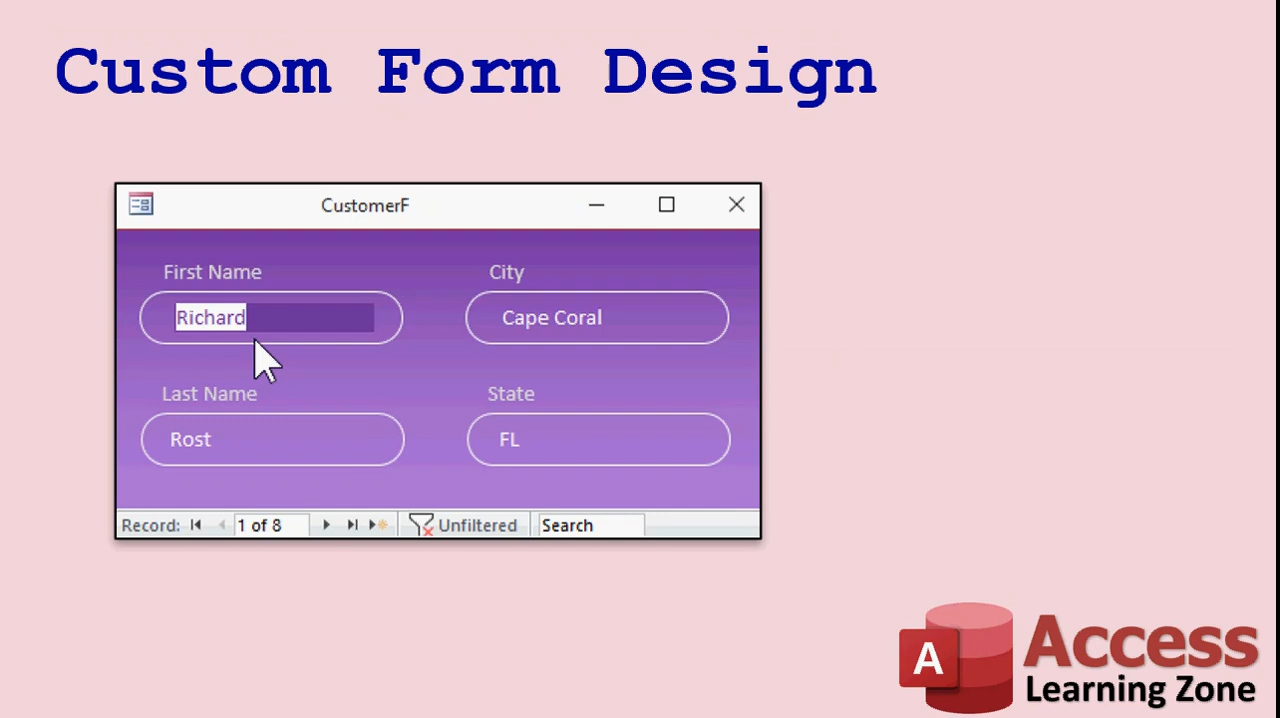 Custom Form Design
CustomerF
First Name
City
Richard
Cape Coral
Last Name
State
Rost
FL
Record: 1 of 8 Unfiltered Search
A
Access
Learning Zone